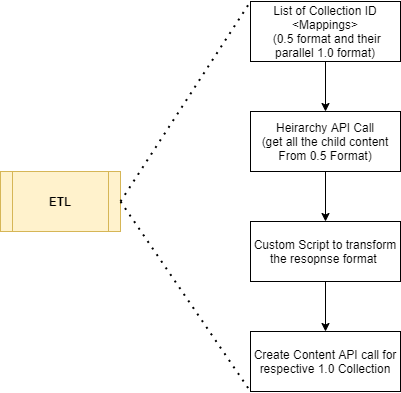 List of Collection ID
<Mappings>
(0.5 format and their
parallel 1.0 format)
Heirarchy API Call
(get all the child content
From 0.5 Format)
ETL
Custom Script to transform
the resopnse format
Create Content API call for
respective 1.0 Collection